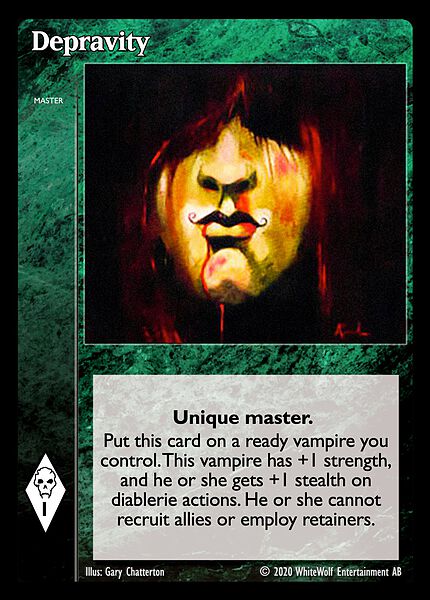 Depravity
MASTER
Unique master.
Put this card on a ready vampire you
control.This vampire has +1 strength,
and he or she gets +1 stealth on
diablerie actions. He or she cannot
recruit allies or employ retainers.
I
Illus: Gary Chatterton
© 2020 WhiteWolf Entertainment AB